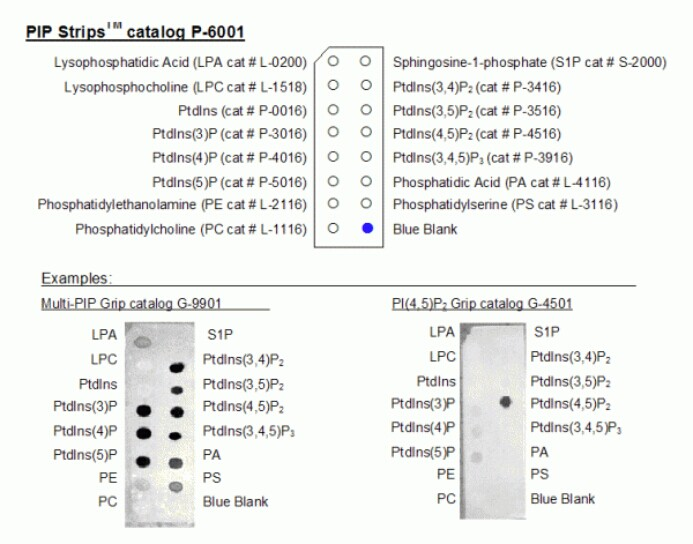 PIP Strips™ catalog P-6001
Lysophosphatidic Acid (LPA cat # L-0200) Sphingosine-1-phosphate (S1P cat # S-2000)
Lysophosphocholine (LPC cat # L-1518) PtdIns(3,4)P₂ (cat # P-3416)
PtdIns (cat # P-0016) PtdIns(3,5)P₂ (cat # P-3516)
PtdIns(3)P (cat # P-3016) PtdIns(4,5)P₂ (cat # P-4516)
PtdIns(4)P (cat # P-4016) PtdIns(3,4,5)P₃ (cat # P-3916)
PtdIns(5)P (cat # P-5016) Phosphatidic Acid (PA cat # L-4116)
Phosphatidylethanolamine (PE cat # L-2116) Phosphatidylserine (PS cat # L-3116)
Phosphatidylcholine (PC cat # L-1116) Blue Blank
Examples:
Multi-PIP Grip catalog G-9901
LPA S1P
LPC PtdIns(3,4)P₂
PtdIns PtdIns(3,5)P₂
PtdIns(3)P PtdIns(4,5)P₂
PtdIns(4)P PtdIns(3,4,5)P₃
PtdIns(5)P PA
PE PS
PC Blue Blank
PI(4,5)P₂ Grip catalog G-4501
LPA S1P
LPC PtdIns(3,4)P₂
PtdIns PtdIns(3,5)P₂
PtdIns(3)P PtdIns(4,5)P₂
PtdIns(4)P PtdIns(3,4,5)P₃
PtdIns(5)P PA
PE PS
PC Blue Blank